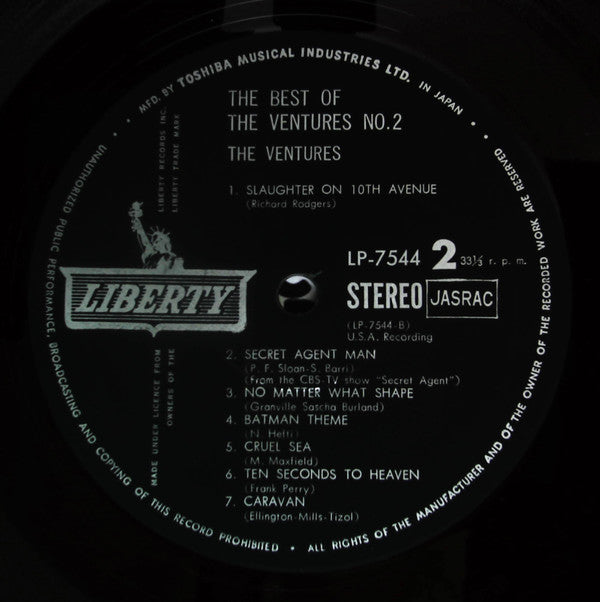 MFD. BY TOSHIBA MUSICAL INDUSTRIES LTD. IN JAPAN •
THE BEST OF
THE VENTURES NO.2
THE VENTURES
1. SLAUGHTER ON 10TH AVENUE
(Richard Rodgers)
LIBERTY RECORDS INC.
LIBERTY TRADE MARK
LIBERTY
LP-7544 2 33⅓ r. p. m.
STEREO JASRAC
(LP-7544-B)
U.S.A. Recording
MADE UNDER LICENCE FROM
OWNERS OF THE
2. SECRET AGENT MAN
(P. F. Sloan-S. Barri)
(From the CBS-TV show "Secret Agent")
3. NO MATTER WHAT SHAPE
(Granville Sascha Burland)
4. BATMAN THEME
(N. Hefti)
5. CRUEL SEA
(M. Maxfield)
6. TEN SECONDS TO HEAVEN
(Frank Perry)
7. CARAVAN
(Ellington-Mills-Tizol)
UNAUTHORIZED PUBLIC PERFORMANCE, BROADCASTING AND COPYING OF THIS RECORD PROHIBITED • ALL RIGHTS OF THE MANUFACTURER AND OF THE OWNER OF THE RECORDED WORK ARE RESERVED